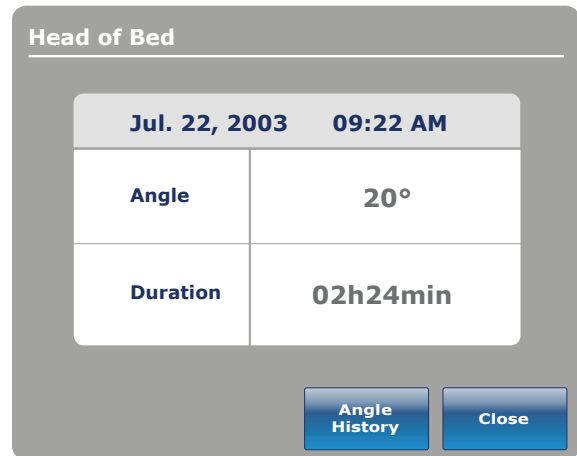 Head of Bed
Jul. 22, 2003 09:22 AM
Angle 20°
Duration 02h24min
Angle
History
Close